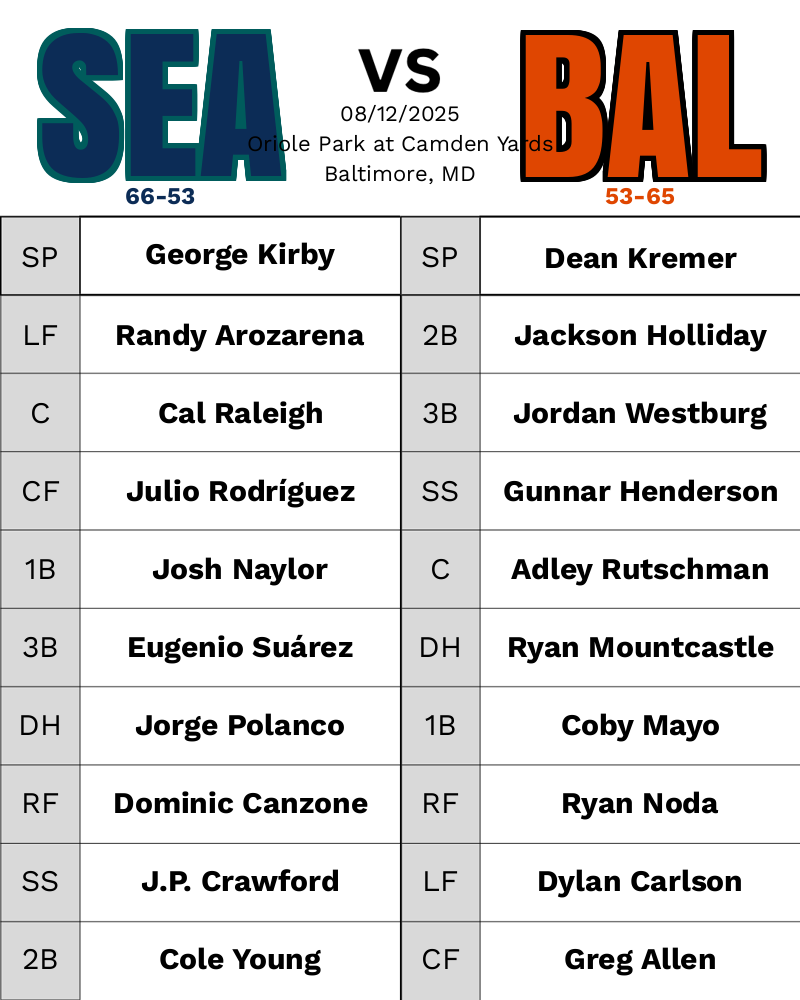 SEA
VS
BAL
08/12/2025
Oriole Park at Camden Yards
Baltimore, MD
66-53
53-65
SP George Kirby SP Dean Kremer
LF Randy Arozarena 2B Jackson Holliday
C Cal Raleigh 3B Jordan Westburg
CF Julio Rodríguez SS Gunnar Henderson
1B Josh Naylor C Adley Rutschman
3B Eugenio Suárez DH Ryan Mountcastle
DH Jorge Polanco 1B Coby Mayo
RF Dominic Canzone RF Ryan Noda
SS J.P. Crawford LF Dylan Carlson
2B Cole Young CF Greg Allen